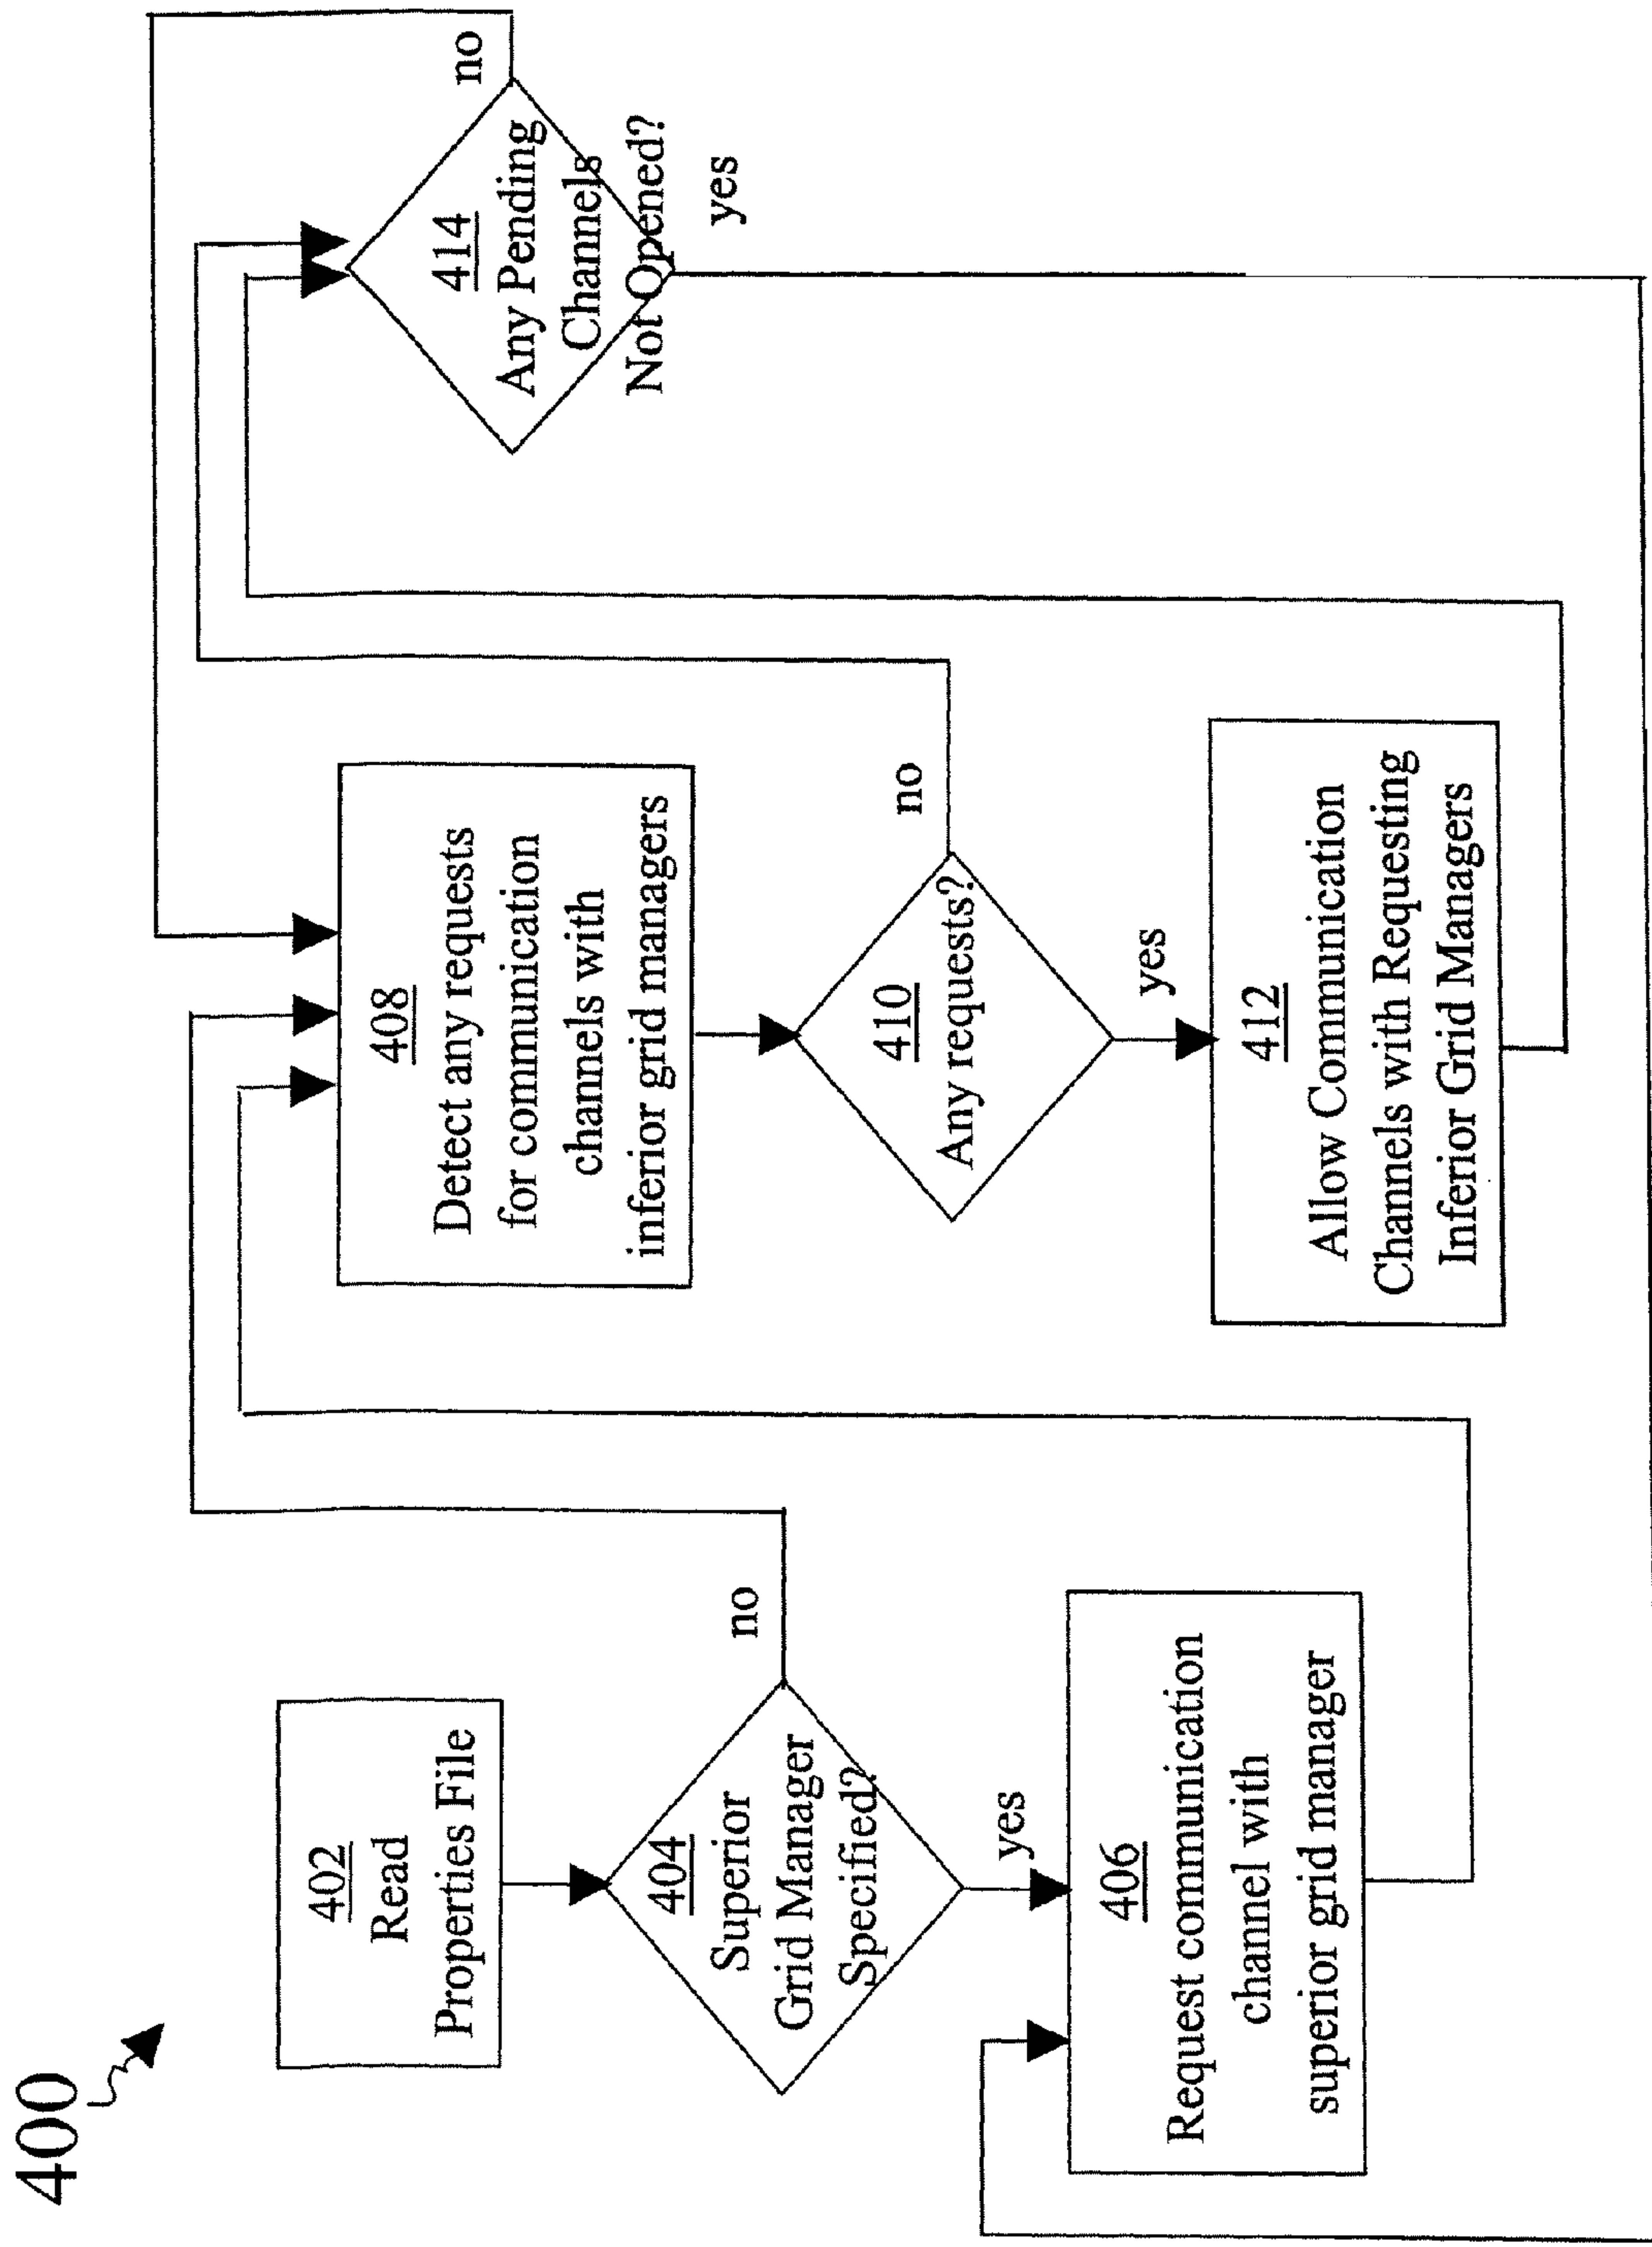 400
402
Read
Properties File
404
Superior
Grid Manager
Specified?
no
yes
406
Request communication
channel with
superior grid manager
408
Detect any requests
for communication
channels with
inferior grid managers
410
Any requests?
no
yes
412
Allow Communication
Channels with Requesting
Inferior Grid Managers
414
Any Pending
Channels
Not Opened?
no
yes